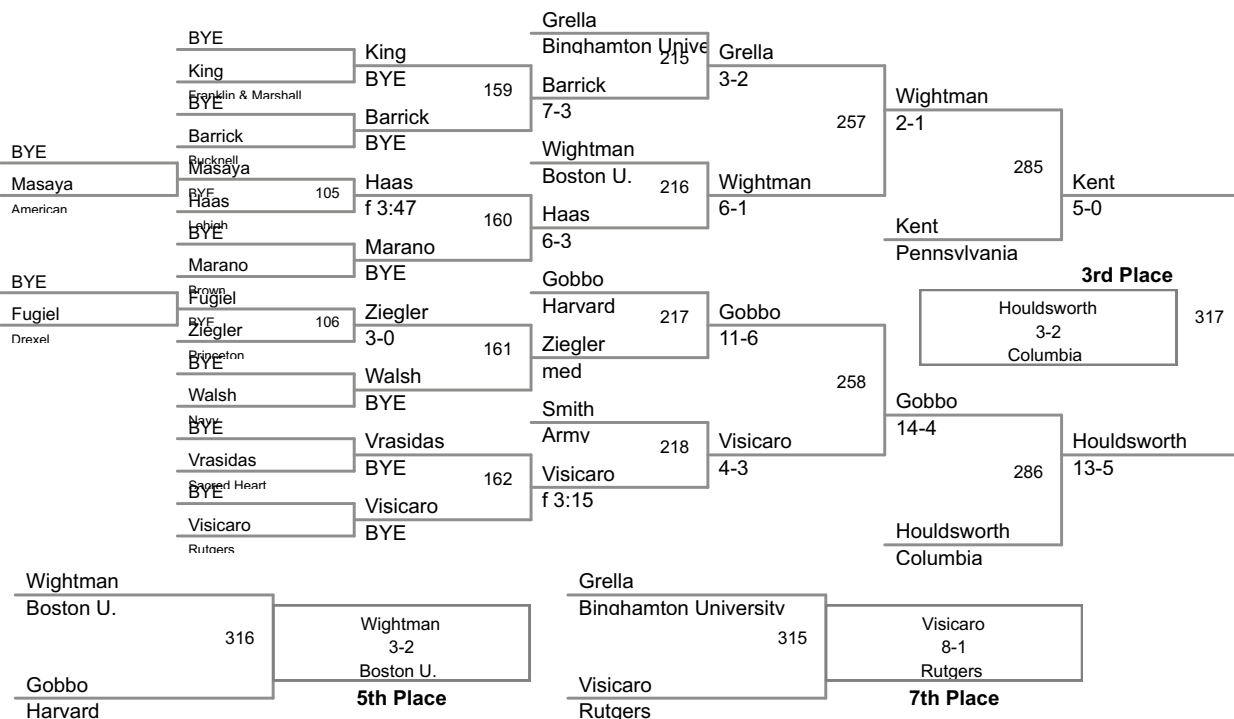 BYE
Masaya
American
BYE
Fugiel
Drexel
BYE
King
Franklin & Marshall
BYE
Barrick
Bucknell
Masaya
BYE
105
Haas
Lehigh
BYE
Marano
Brown
Fugiel
BYE
106
Ziegler
Princeton
BYE
Walsh
Navy
BYE
Vrasidas
Sacred Heart
BYE
Visicaro
Rutgers
King
BYE
159
Barrick
BYE
Haas
f 3:47
160
Marano
BYE
Ziegler
3-0
161
Walsh
BYE
Vrasidas
BYE
162
Visicaro
BYE
Grella
Binghamton Unive
215
Barrick
7-3
Wightman
Boston U.
216
Haas
6-3
Gobbo
Harvard
217
Ziegler
med
Smith
Army
218
Visicaro
f 3:15
Grella
3-2
257
Wightman
6-1
Gobbo
11-6
258
Visicaro
4-3
Wightman
2-1
285
Kent
Pennsylvania
Gobbo
14-4
286
Houldsworth
Columbia
Kent
5-0
Houldsworth
13-5
3rd Place
Houldsworth
3-2
Columbia
317
Wightman
Boston U.
316
Gobbo
Harvard
Wightman
3-2
Boston U.
5th Place
Grella
Binghamton University
315
Visicaro
Rutgers
Visicaro
8-1
Rutgers
7th Place